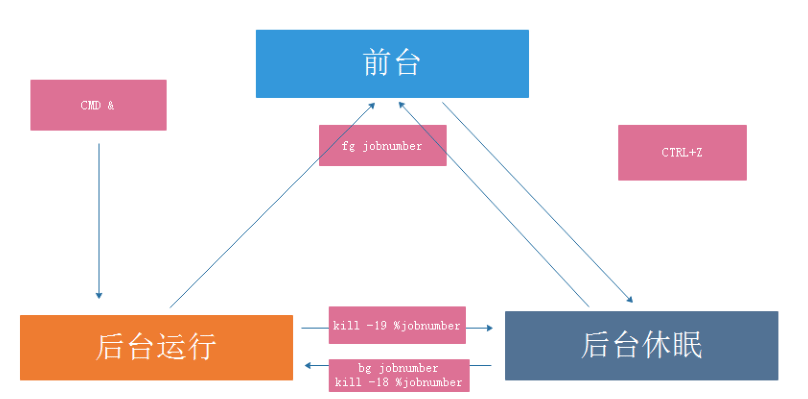 前台
CMD &
fg jobnumber
CTRL+Z
后台运行
kill -19 %jobnumber
后台休眠
bg jobnumber
kill -18 %jobnumber